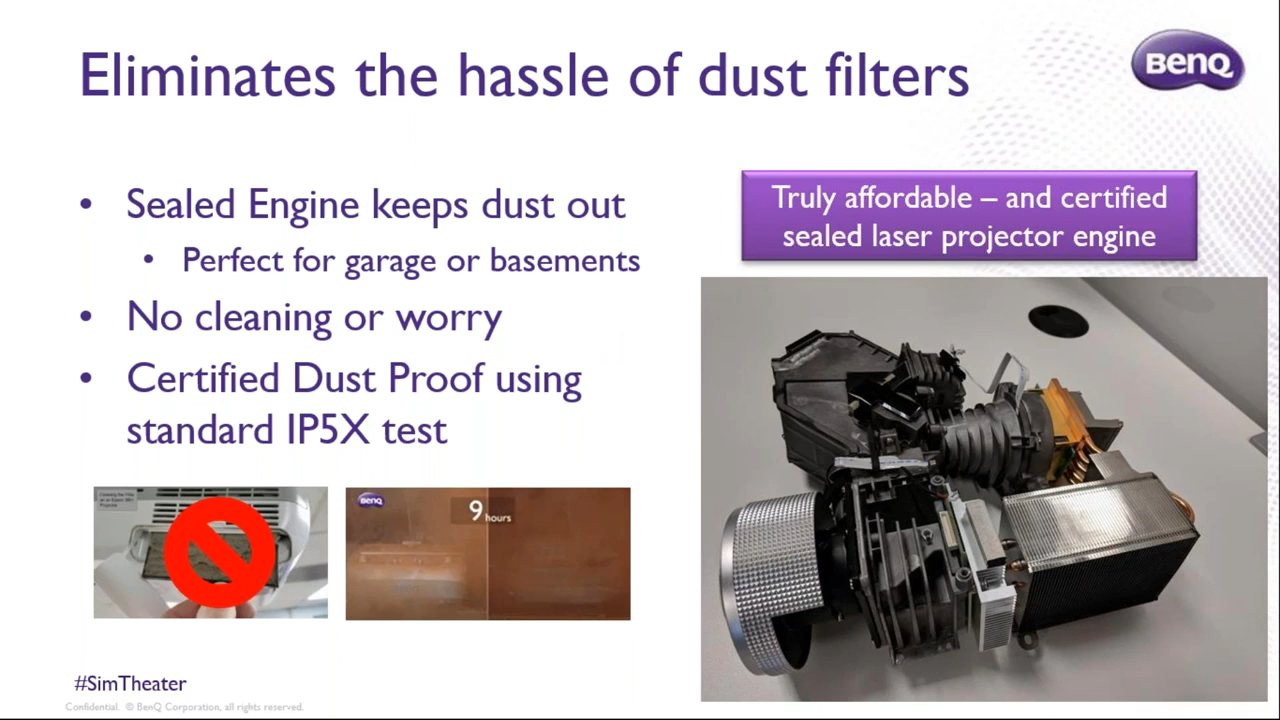 Eliminates the hassle of dust filters
BenQ
• Sealed Engine keeps dust out
• Perfect for garage or basements
• No cleaning or worry
• Certified Dust Proof using
standard IP5X test
Truly affordable – and certified
sealed laser projector engine
BenQ
9 hours
#SimTheater
Confidential. © BenQ Corporation, all rights reserved.